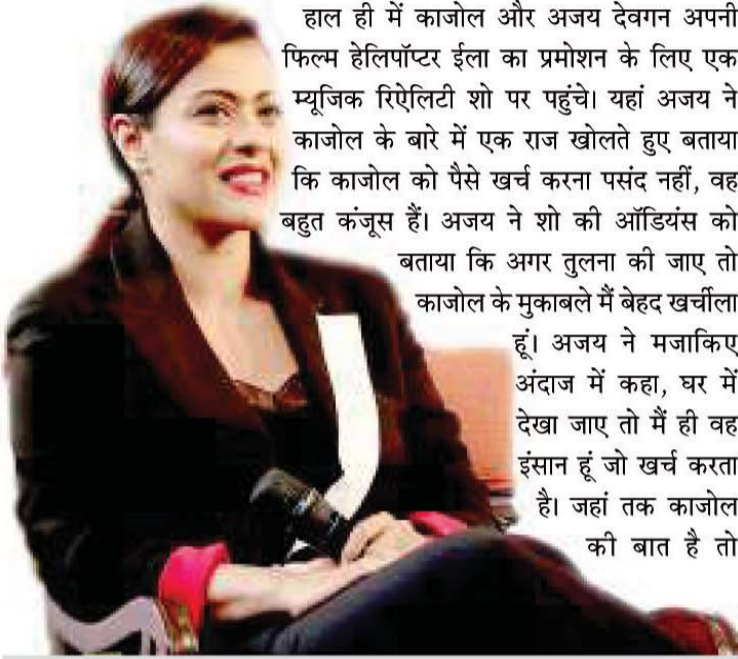 हाल ही में काजोल और अजय देवगन अपनी
फिल्म हेलिपॉप्टर ईला का प्रमोशन के लिए एक
म्यूजिक रिऐलिटी शो पर पहुंचे। यहां अजय ने
काजोल के बारे में एक राज खोलते हुए बताया
कि काजोल को पैसे खर्च करना पसंद नहीं, वह
बहुत कंजूस हैं। अजय ने शो की ऑडियंस को
बताया कि अगर तुलना की जाए तो
काजोल के मुकाबले मैं बेहद खर्चीला
हूं। अजय ने मजाकिए
अंदाज में कहा, घर में
देखा जाए तो मैं ही वह
इंसान हूं जो खर्च करता
है। जहां तक काजोल
की बात है तो